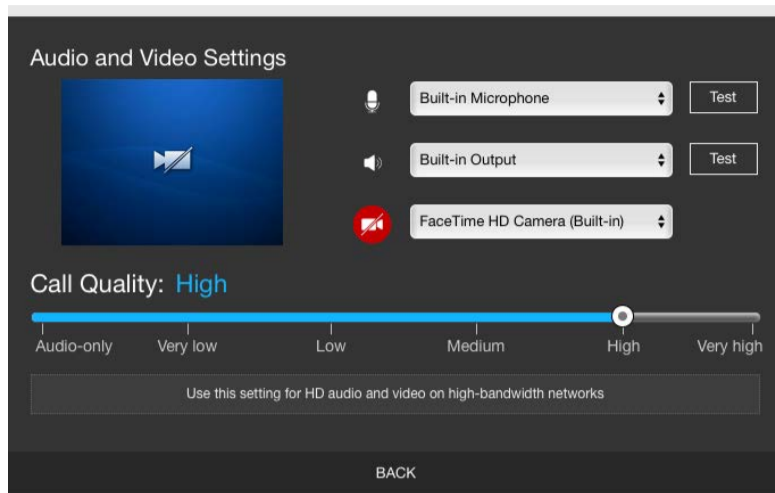 Audio and Video Settings
Built-in Microphone
Test
Built-in Output
Test
FaceTime HD Camera (Built-in)
Call Quality: High
Audio-only Very low Low Medium High Very high
Use this setting for HD audio and video on high-bandwidth networks
BACK